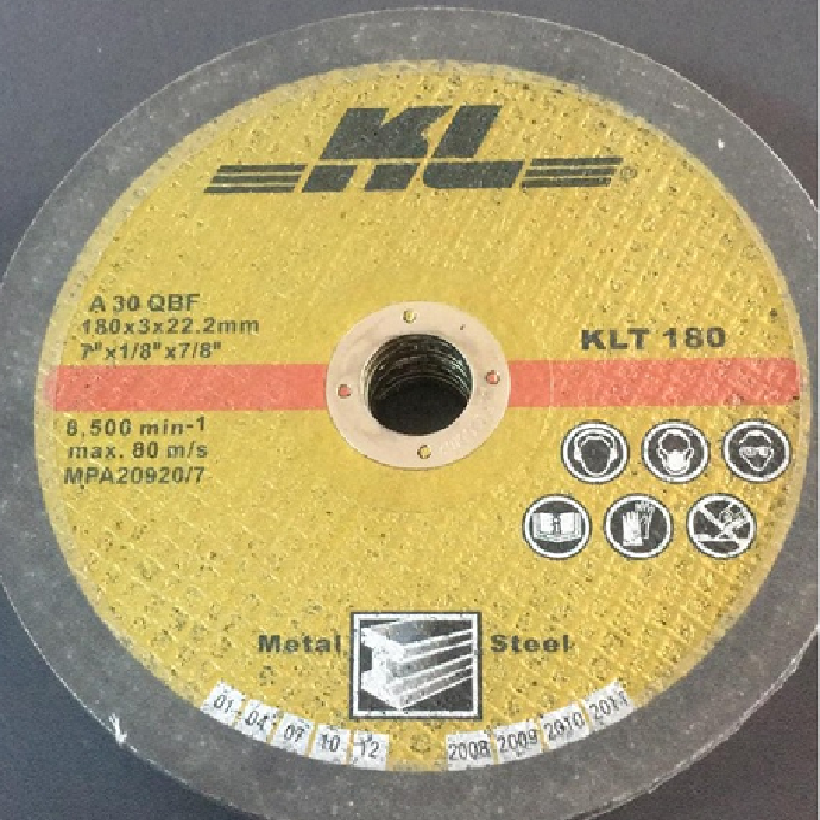 KL
A 30 QBF
180x3x22.2mm
7"x1/8"x7/8"
KLT 180
8,500 min-1
max. 80 m/s
MPA20920/7
Metal Steel
01 04 07 10 12
2008 2009 2010 2011